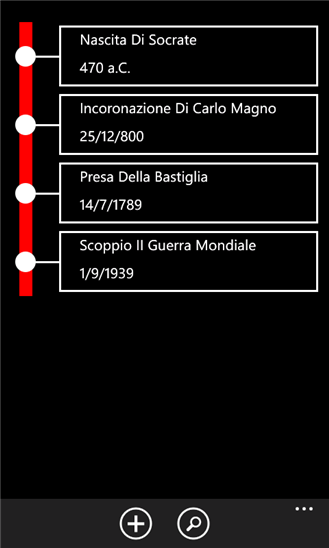 Nascita Di Socrate
470 a.C.
Incoronazione Di Carlo Magno
25/12/800
Presa Della Bastiglia
14/7/1789
Scoppio II Guerra Mondiale
1/9/1939